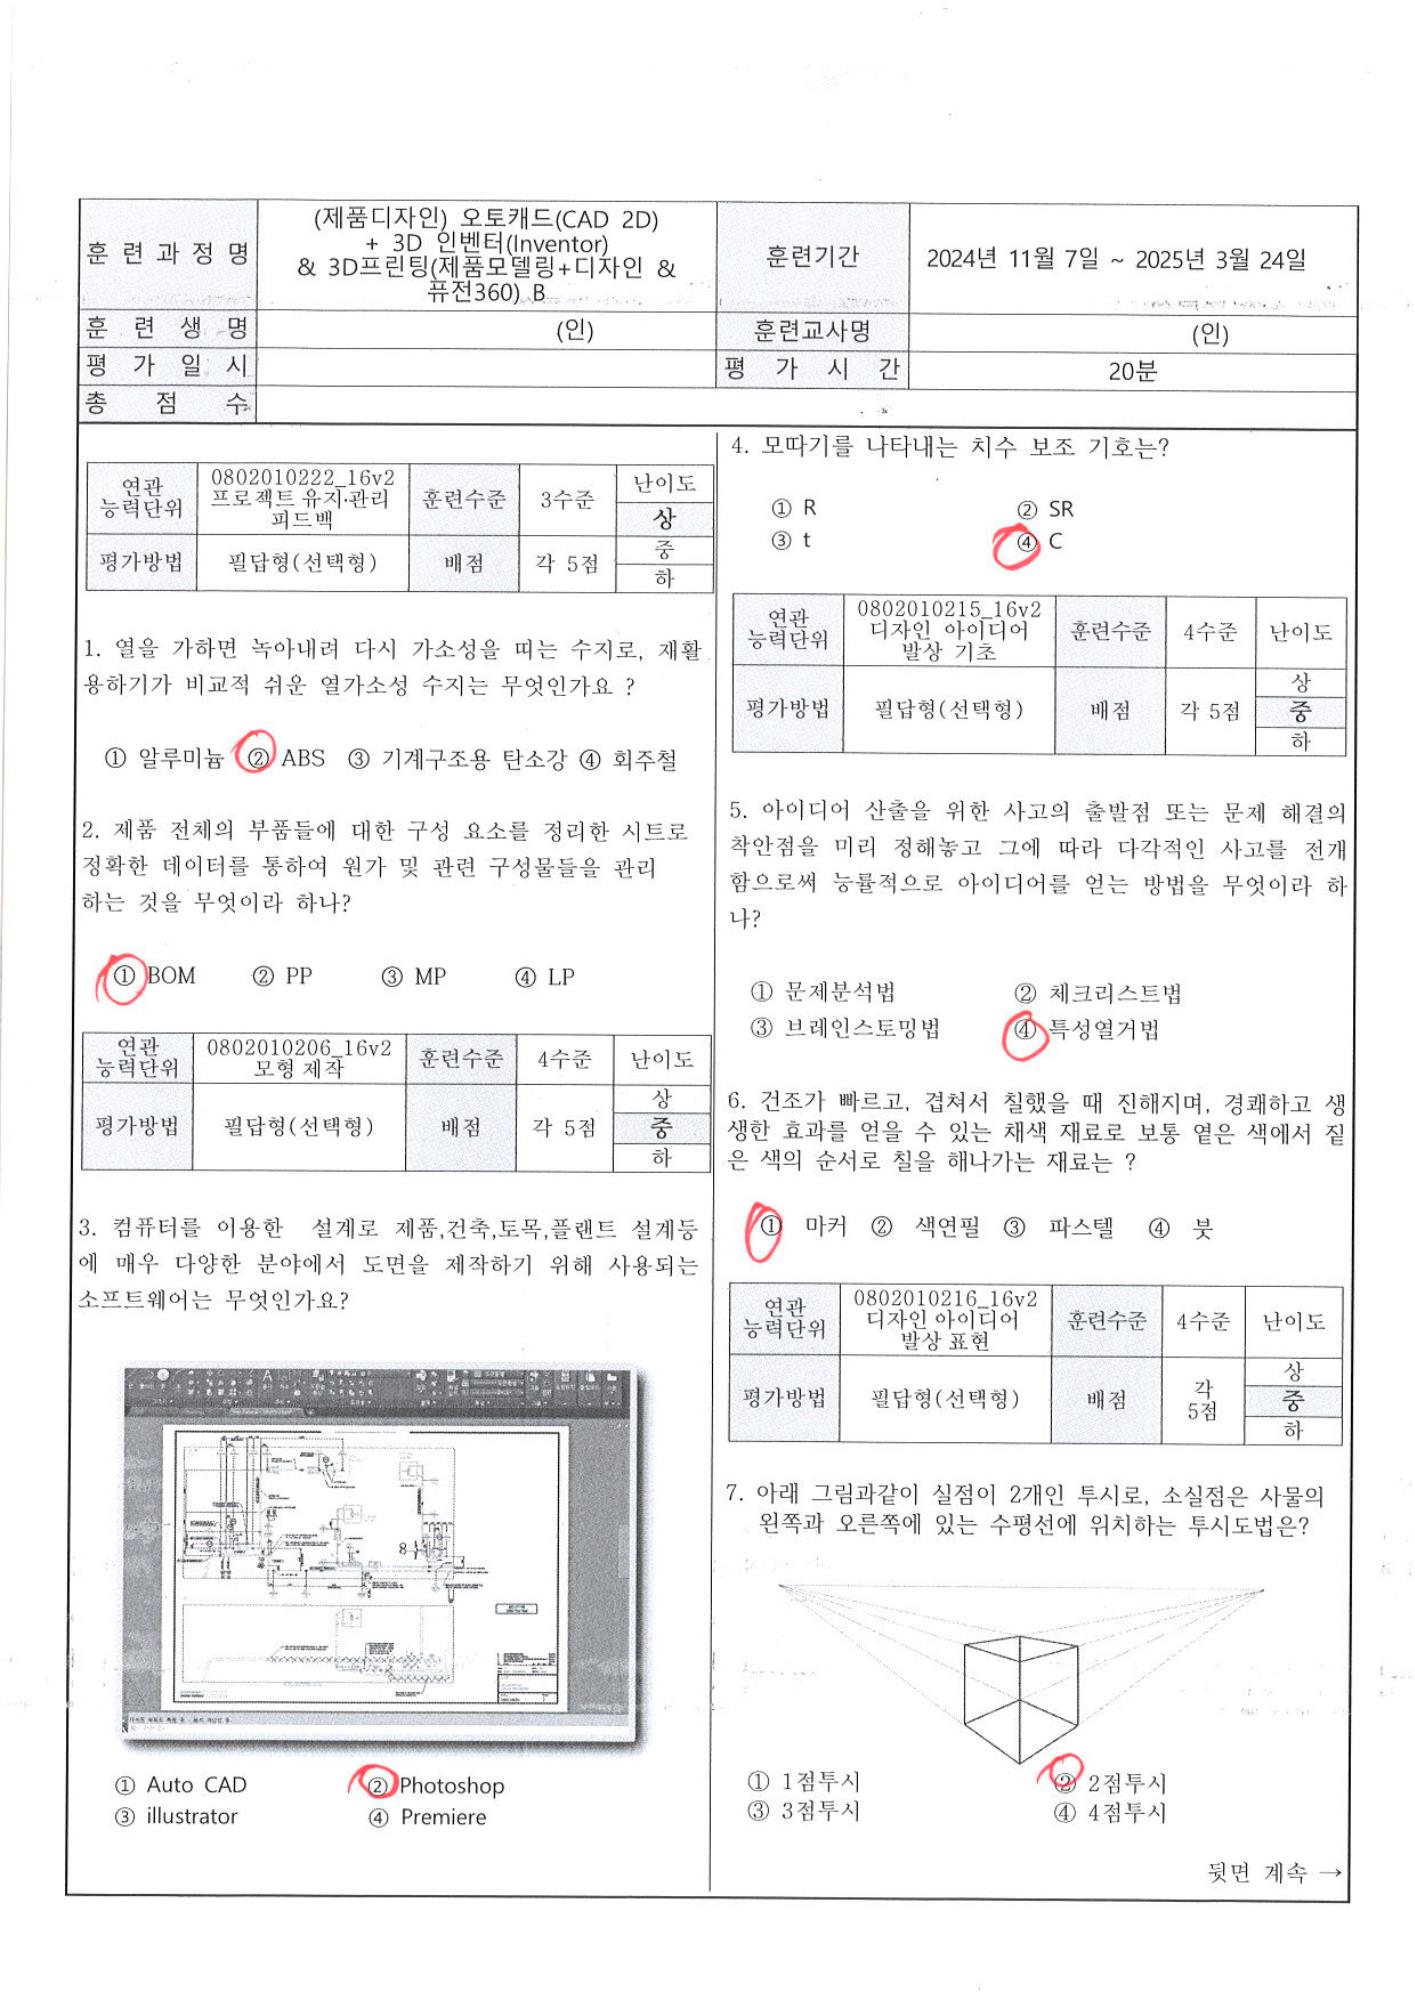 훈 련 과 정 명
(제품디자인) 오토캐드(CAD 2D)
+ 3D 인벤터(Inventor)
& 3D프린팅(제품모델링+디자인 &
퓨전360) B
훈련기간
2024년 11월 7일 ~ 2025년 3월 24일
훈 련 생 명
(인)
훈련교사명
(인)
평 가 일 시
평 가 시 간
20분
총 점 수
연관
능력단위
0802010222_16v2
프로젝트 유지·관리
피드백
훈련수준
3수준
난이도
상
중
하
평가방법
필답형(선택형)
배점
각 5점
1. 열을 가하면 녹아내려 다시 가소성을 띠는 수지로, 재활
용하기가 비교적 쉬운 열가소성 수지는 무엇인가요 ?
① 알루미늄 ② ABS ③ 기계구조용 탄소강 ④ 회주철
2. 제품 전체의 부품들에 대한 구성 요소를 정리한 시트로
정확한 데이터를 통하여 원가 및 관련 구성물들을 관리
하는 것을 무엇이라 하나?
① BOM ② PP ③ MP ④ LP
연관
능력단위
0802010206_16v2
모형 제작
훈련수준
4수준
난이도
평가방법
필답형(선택형)
배점
각 5점
상
중
하
3. 컴퓨터를 이용한 설계로 제품,건축,토목,플랜트 설계등
에 매우 다양한 분야에서 도면을 제작하기 위해 사용되는
소프트웨어는 무엇인가요?
① Auto CAD ② Photoshop
③ illustrator ④ Premiere
4. 모따기를 나타내는 치수 보조 기호는?
① R ② SR
③ t ④ C
연관
능력단위
0802010215_16v2
디자인 아이디어
발상 기초
훈련수준
4수준
난이도
평가방법
필답형(선택형)
배점
각 5점
상
중
하
5. 아이디어 산출을 위한 사고의 출발점 또는 문제 해결의
착안점을 미리 정해놓고 그에 따라 다각적인 사고를 전개
함으로써 능률적으로 아이디어를 얻는 방법을 무엇이라 하
나?
① 문제분석법 ② 체크리스트법
③ 브레인스토밍법 ④ 특성열거법
6. 건조가 빠르고, 겹쳐서 칠했을 때 진해지며, 경쾌하고 생
생한 효과를 얻을 수 있는 채색 재료로 보통 옅은 색에서 짙
은 색의 순서로 칠을 해나가는 재료는 ?
① 마커 ② 색연필 ③ 파스텔 ④ 붓
연관
능력단위
0802010216_16v2
디자인 아이디어
발상 표현
훈련수준
4수준
난이도
평가방법
필답형(선택형)
배점
각
5점
상
중
하
7. 아래 그림과같이 실점이 2개인 투시로, 소실점은 사물의
왼쪽과 오른쪽에 있는 수평선에 위치하는 투시도법은?
① 1점투시 ② 2점투시
③ 3점투시 ④ 4점투시
뒷면 계속 →